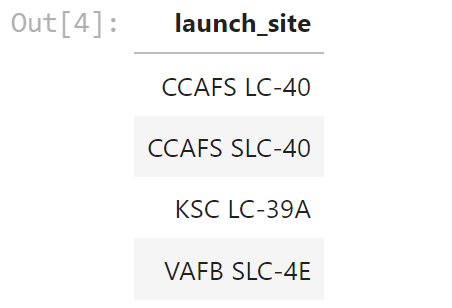 Out[4]: launch_site
CCAFS LC-40
CCAFS SLC-40
KSC LC-39A
VAFB SLC-4E